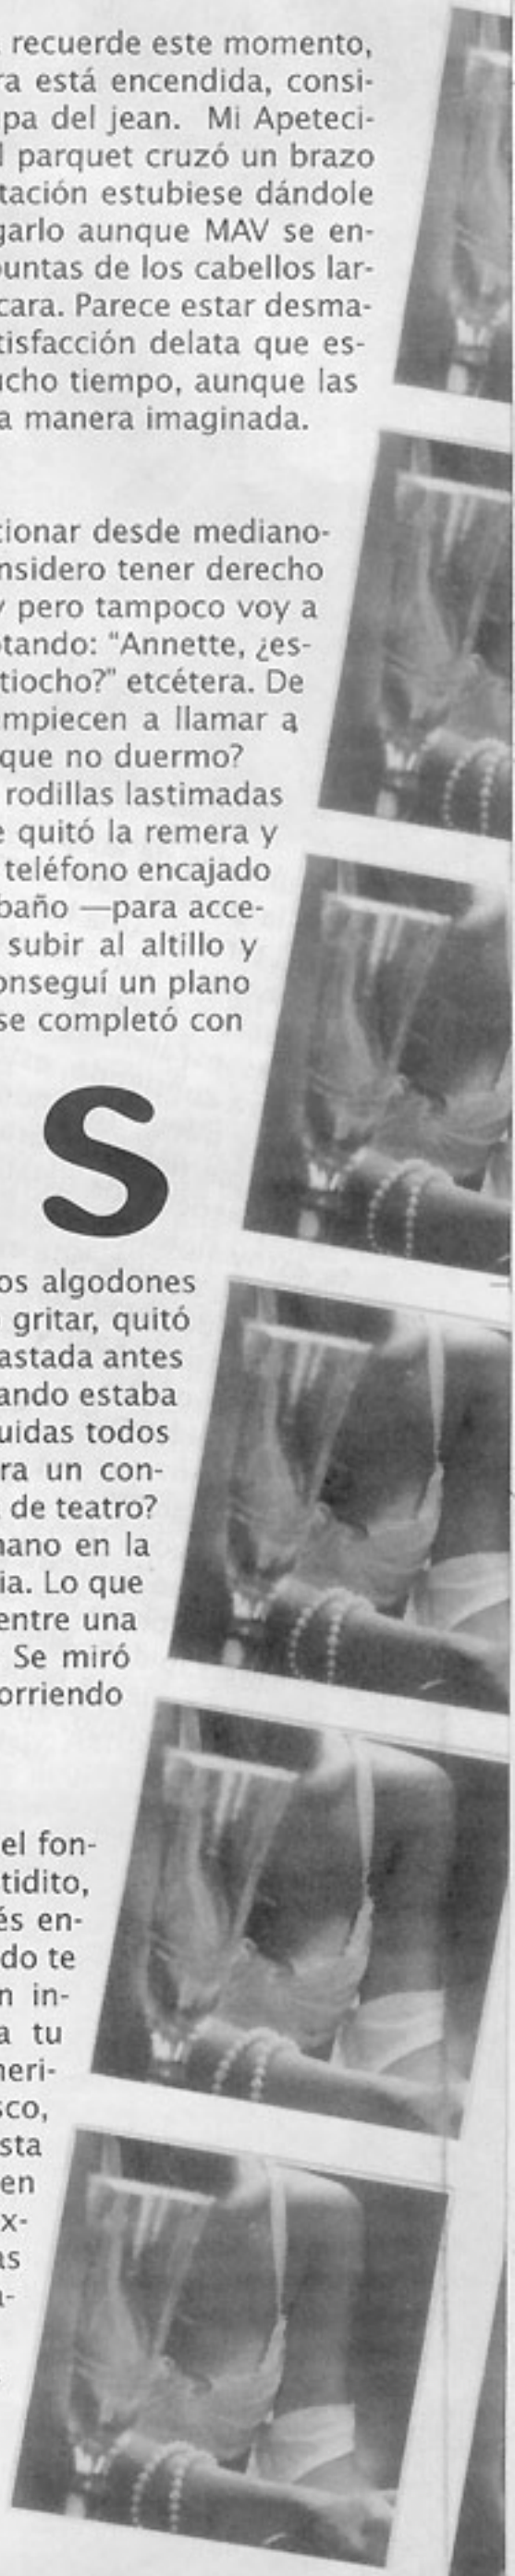 recuerde este momento,
ra está encendida, consi-
pa del jean. Mi Apeteci-
l parquet cruzó un brazo
tación estubiese dándole
garlo aunque MAV se en-
puntas de los cabellos lar-
cara. Parece estar desma-
tisfacción delata que es-
ucho tiempo, aunque las
a manera imaginada.
cionar desde mediano-
nsidero tener derecho
y pero tampoco voy a
otando: “Annette, ¿es-
tiocho?” etcétera. De
mpiecen a llamar a
que no duermo?
rodillas lastimadas
e quitó la remera y
teléfono encajado
baño —para acce-
subir al altillo y
onseguí un plano
se completó con
S
os algodones
gritar, quitó
astada antes
ando estaba
uidas todos
ra un con-
de teatro?
nano en la
ia. Lo que
entre una
Se miró
orriendo
el fon-
tidito,
és en-
do te
n in-
a tu
neri-
sco,
sta
en
x-
as
a-